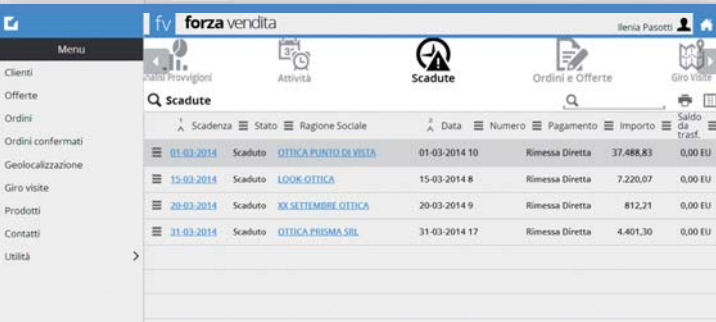 fv forza vendita
Ilenia Pasotti
Menu
Clienti
Offerte
Ordini
Ordini confermati
Geolocalizzazione
Giro visite
Prodotti
Contatti
Utilità
Provvigioni
Attività
Scadute
Ordini e Offerte
Giro Visite
Scadute
1 Scadenza Stato Ragione Sociale 2 Data Numero Pagamento Importo Saldo da trasf.
01-03-2014 Scaduto OTTICA PUNTO DI VISTA 01-03-2014 10 Rimessa Diretta 37.488,83 0,00 EU
15-03-2014 Scaduto LOOK OTTICA 15-03-2014 8 Rimessa Diretta 7.220,07 0,00 EU
20-03-2014 Scaduto XX SETTEMBRE OTTICA 20-03-2014 9 Rimessa Diretta 812,21 0,00 EU
31-03-2014 Scaduto OTTICA PRISMA SRL 31-03-2014 17 Rimessa Diretta 4.401,30 0,00 EU